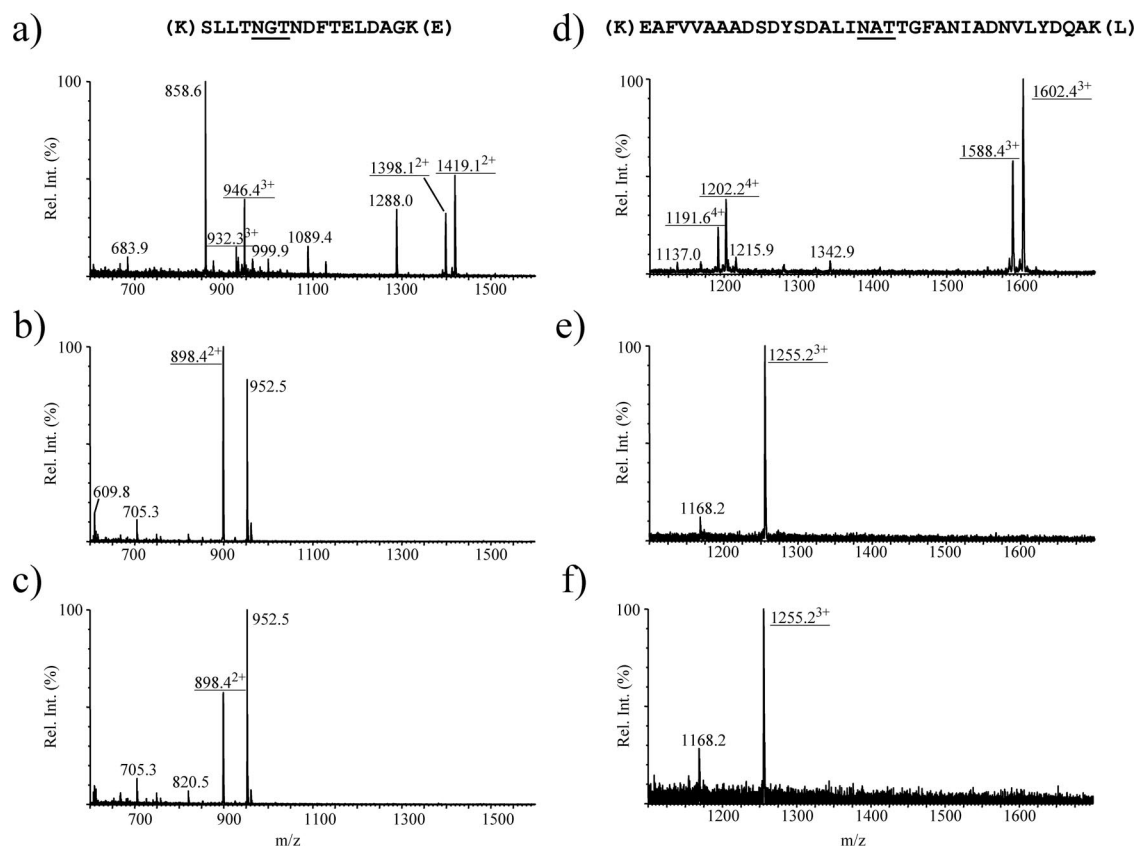 a) (K)SLLTNGTNDFTELDAGK(E)
100
858.6
Rel. Int. (%)
683.9
946.4³⁺
932.3³⁺
999.9
1089.4
1288.0
1398.1²⁺
1419.1²⁺
700 900 1100 1300 1500
b)
100
898.4²⁺
952.5
Rel. Int. (%)
609.8
705.3
700 900 1100 1300 1500
c)
100
952.5
898.4²⁺
Rel. Int. (%)
705.3
820.5
700 900 1100 1300 1500
m/z
d) (K)EAFVVAAADSDYSDALINATTGFANIADNVLYDQAK(L)
100
1602.4³⁺
1588.4³⁺
Rel. Int. (%)
1202.2⁴⁺
1191.6⁴⁺
1137.0
1215.9
1342.9
1200 1300 1400 1500 1600
e)
100
1255.2³⁺
Rel. Int. (%)
1168.2
1200 1300 1400 1500 1600
f)
100
1255.2³⁺
Rel. Int. (%)
1168.2
1200 1300 1400 1500 1600
m/z